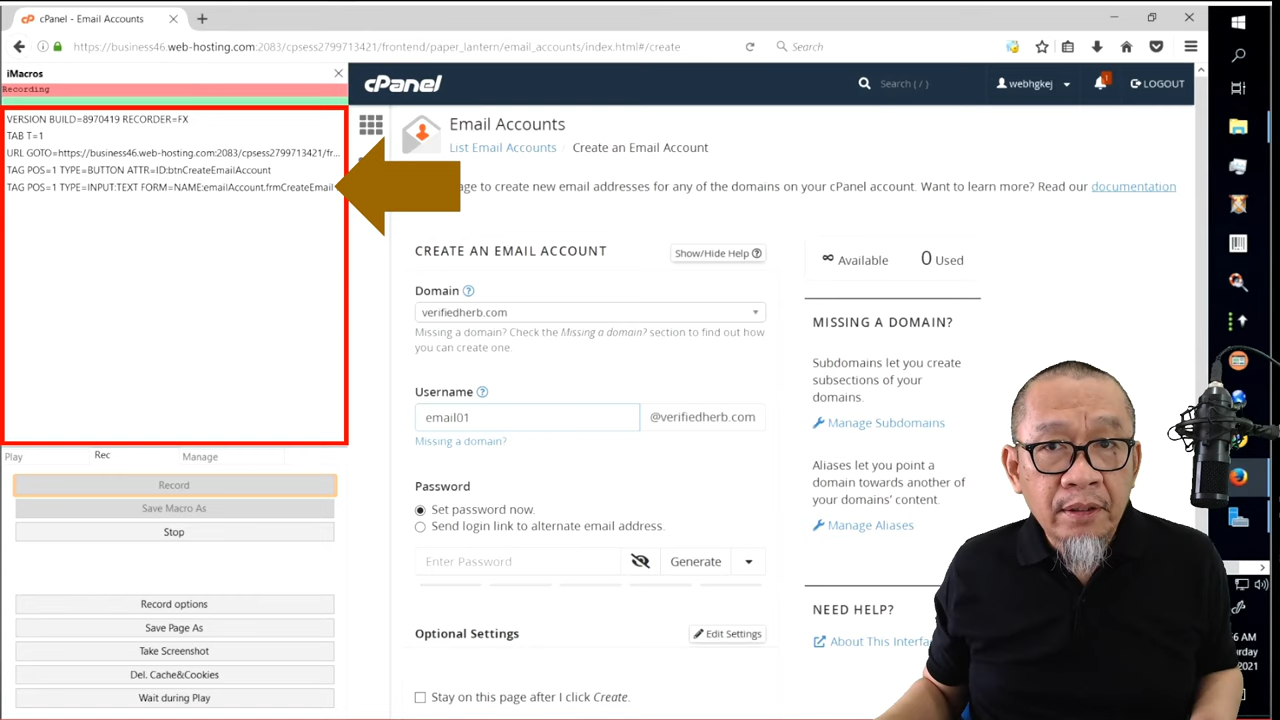 cPanel - Email Accounts
https://business46.web-hosting.com:2083/cpsess2799713421/frontend/paper_lantern/email_accounts/index.html#/create
Search
iMacros
Recording
VERSION BUILD=8970419 RECORDER=FX
TAB T=1
URL GOTO=https://business46.web-hosting.com:2083/cpsess2799713421/fr...
TAG POS=1 TYPE=BUTTON ATTR=ID:btnCreateEmailAccount
TAG POS=1 TYPE=INPUT:TEXT FORM=NAME:emailAccount.frmCreateEmail
Play
Rec
Manage
Record
Save Macro As
Stop
Record options
Save Page As
Take Screenshot
Del. Cache&Cookies
Wait during Play
cPanel
Search ( / )
webhgkej
1
LOGOUT
Email Accounts
List Email Accounts / Create an Email Account
age to create new email addresses for any of the domains on your cPanel account. Want to learn more? Read our documentation
CREATE AN EMAIL ACCOUNT
Show/Hide Help
Domain
verifiedherb.com
Missing a domain? Check the Missing a domain? section to find out how
you can create one.
Username
email01
@verifiedherb.com
Missing a domain?
Password
Set password now.
Send login link to alternate email address.
Enter Password
Generate
Optional Settings
Edit Settings
Stay on this page after I click Create.
∞ Available
0 Used
MISSING A DOMAIN?
Subdomains let you create
subsections of your
domains.
Manage Subdomains
Aliases let you point a
domain towards another of
your domains' content.
Manage Aliases
NEED HELP?
About This Interfa
6 AM
urday
2021